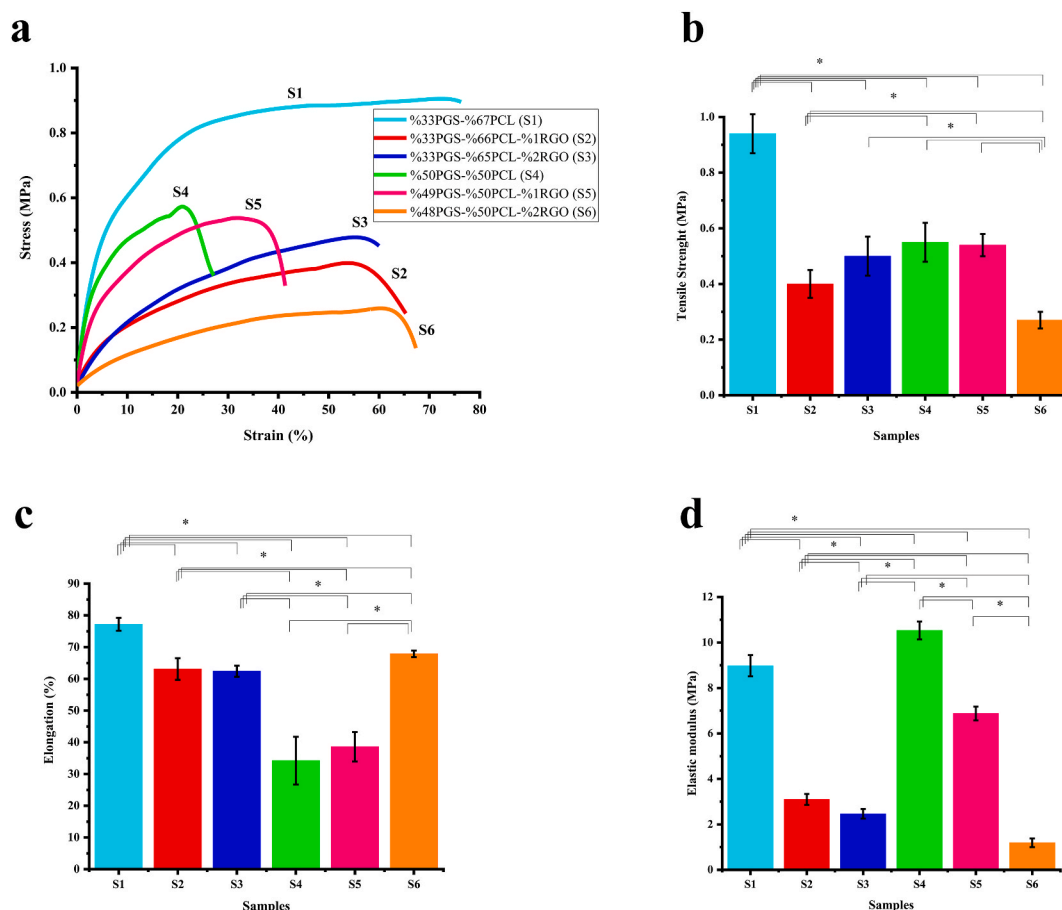 a
Stress (MPa)
1.0
0.8
0.6
0.4
0.2
0.0
0 10 20 30 40 50 60 70 80
Strain (%)
S1
S4
S5
S3
S2
S6
%33PGS-%67PCL (S1)
%33PGS-%66PCL-%1RGO (S2)
%33PGS-%65PCL-%2RGO (S3)
%50PGS-%50PCL (S4)
%49PGS-%50PCL-%1RGO (S5)
%48PGS-%50PCL-%2RGO (S6)
b
*
*
*
Tensile Strenght (MPa)
1.0
0.8
0.6
0.4
0.2
0.0
S1 S2 S3 S4 S5 S6
Samples
c
*
*
*
*
Elongation (%)
90
80
70
60
50
40
30
20
10
0
S1 S2 S3 S4 S5 S6
Samples
d
*
*
*
*
*
Elastic modulus (MPa)
12
10
8
6
4
2
0
S1 S2 S3 S4 S5 S6
Samples